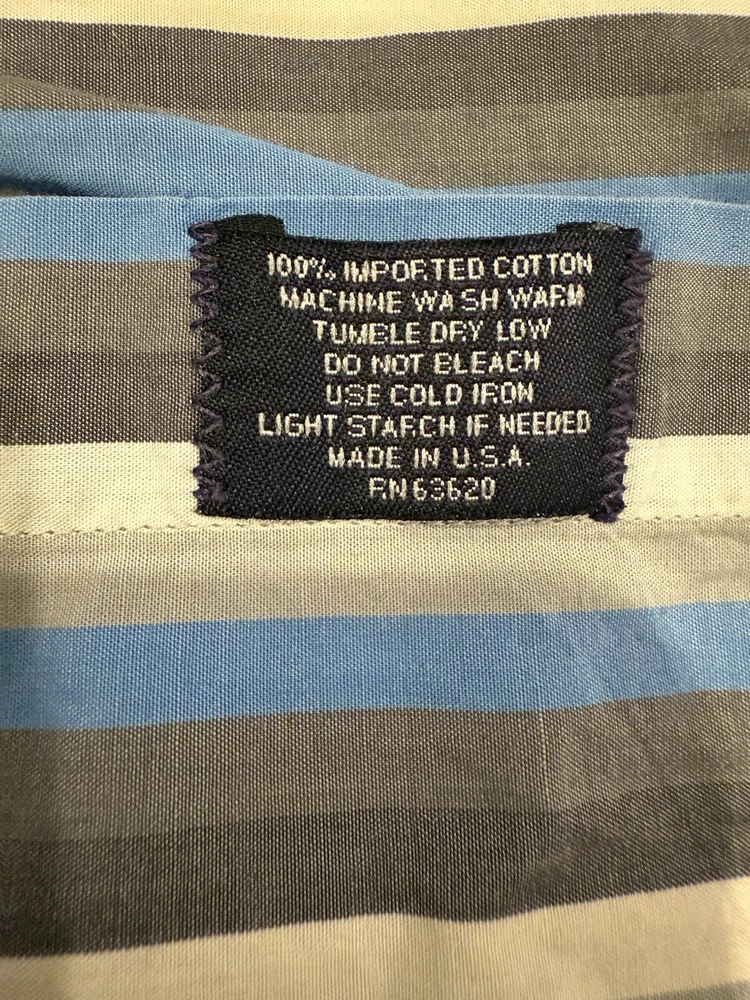 100% IMPORTED COTTON
MACHINE WASH WARM
TUMBLE DRY LOW
DO NOT BLEACH
USE COLD IRON
LIGHT STARCH IF NEEDED
MADE IN U.S.A.
RN 63620